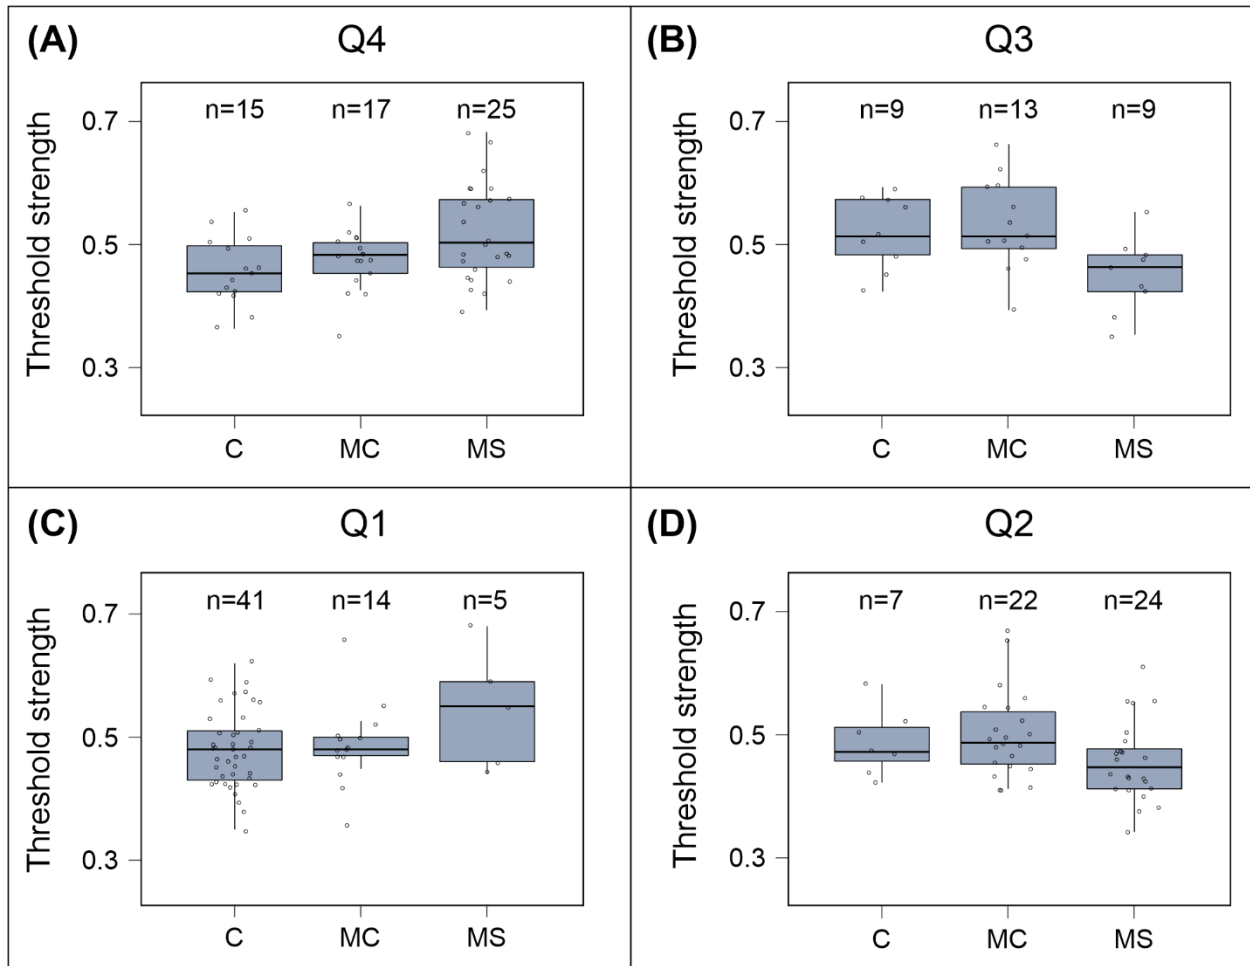 (A) Q4
n=15 n=17 n=25
Threshold strength
0.7
0.5
0.3
C MC MS
(B) Q3
n=9 n=13 n=9
Threshold strength
0.7
0.5
0.3
C MC MS
(C) Q1
n=41 n=14 n=5
Threshold strength
0.7
0.5
0.3
C MC MS
(D) Q2
n=7 n=22 n=24
Threshold strength
0.7
0.5
0.3
C MC MS